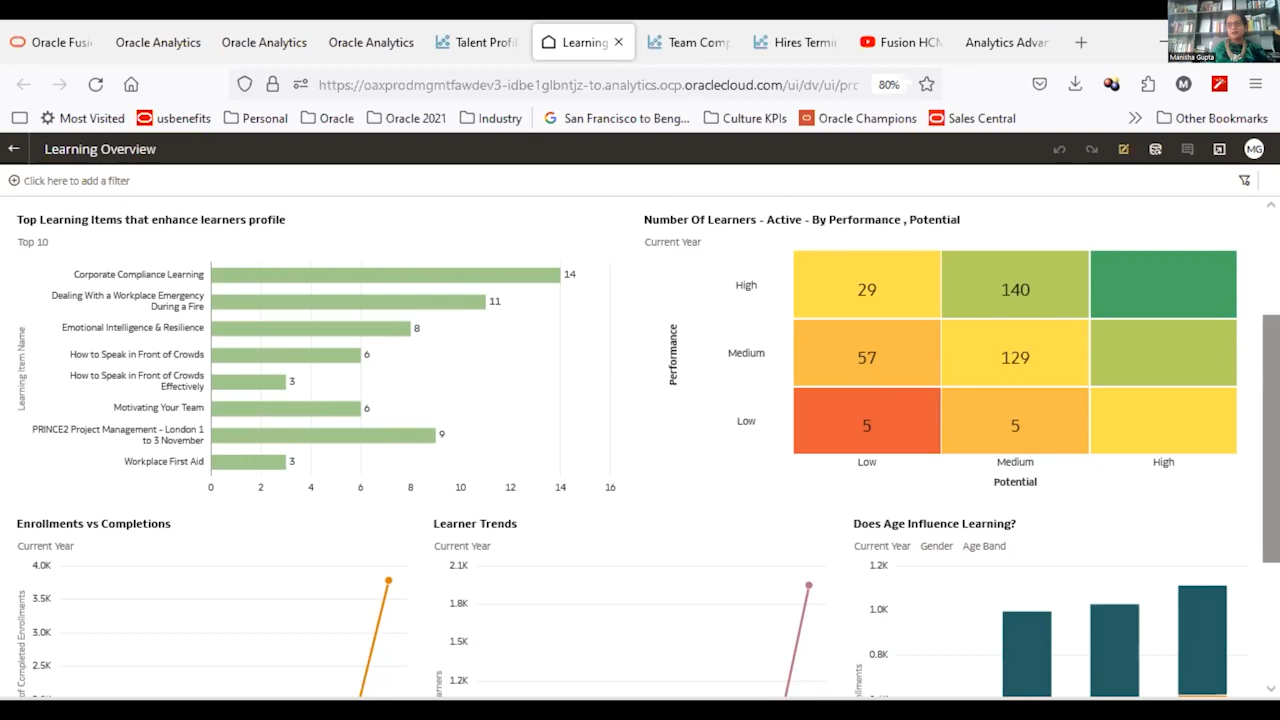 Oracle Fusi
Oracle Analytics
Oracle Analytics
Oracle Analytics
Talent Profil
Learning
Team Comp
Hires Termi
Fusion HCM
Analytics Advan
Manisha Gupta
https://oaxprodmgmtfawdev3-idbe1glbntjz-to.analytics.ocp.oraclecloud.com/ui/dv/ui/prc
80%
M
Most Visited
usbenefits
Personal
Oracle
Oracle 2021
Industry
San Francisco to Beng...
Culture KPIs
Oracle Champions
Sales Central
Other Bookmarks
Learning Overview
MG
Click here to add a filter
Top Learning Items that enhance learners profile
Top 10
Learning Item Name
Corporate Compliance Learning
14
Dealing With a Workplace Emergency
During a Fire
11
Emotional Intelligence & Resilience
8
How to Speak in Front of Crowds
6
How to Speak in Front of Crowds
Effectively
3
Motivating Your Team
6
PRINCE2 Project Management - London 1
to 3 November
9
Workplace First Aid
3
0 2 4 6 8 10 12 14 16
Number Of Learners - Active - By Performance , Potential
Current Year
Performance
High
29 140
Medium
57 129
Low
5 5
Low Medium High
Potential
Enrollments vs Completions
Current Year
4.0K
3.5K
3.0K
2.5K
of Completed Enrollments
Learner Trends
Current Year
2.1K
1.8K
1.5K
1.2K
Does Age Influence Learning?
Current Year Gender Age Band
1.2K
1.0K
0.8K